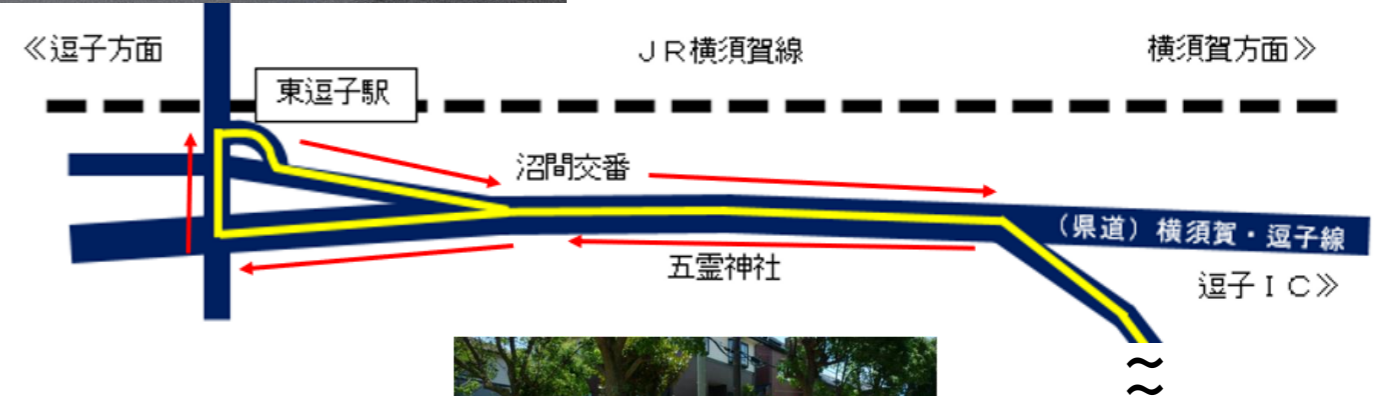 ≪逗子方面
JR横須賀線
横須賀方面≫
東逗子駅
沼間交番
(県道)横須賀・逗子線
五霊神社
逗子IC≫
~
~